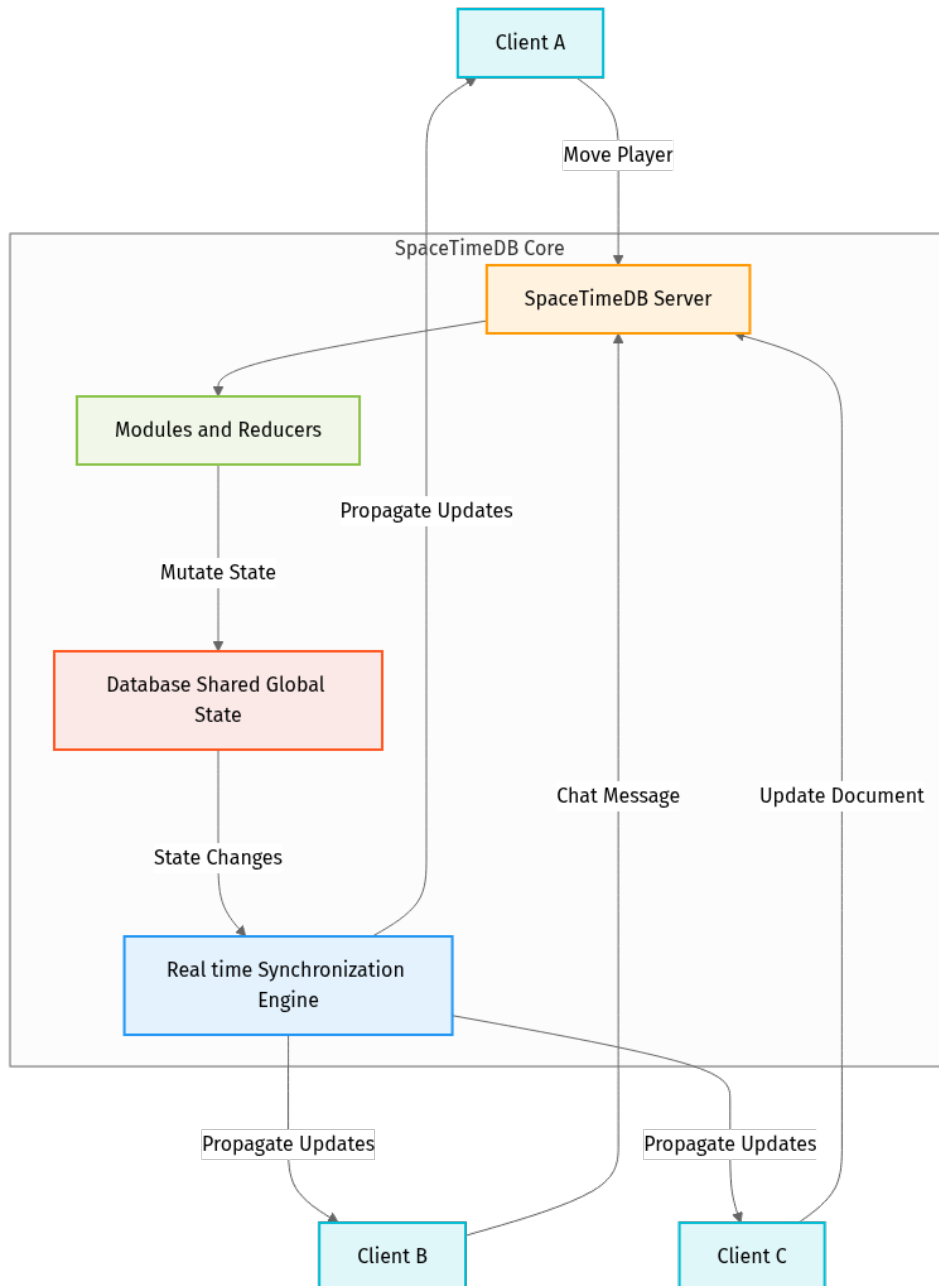 Client A
Move Player
SpaceTimeDB Core
SpaceTimeDB Server
Modules and Reducers
Propagate Updates
Mutate State
Database Shared Global
State
Chat Message
Update Document
State Changes
Real time Synchronization
Engine
Propagate Updates
Propagate Updates
Client B
Client C